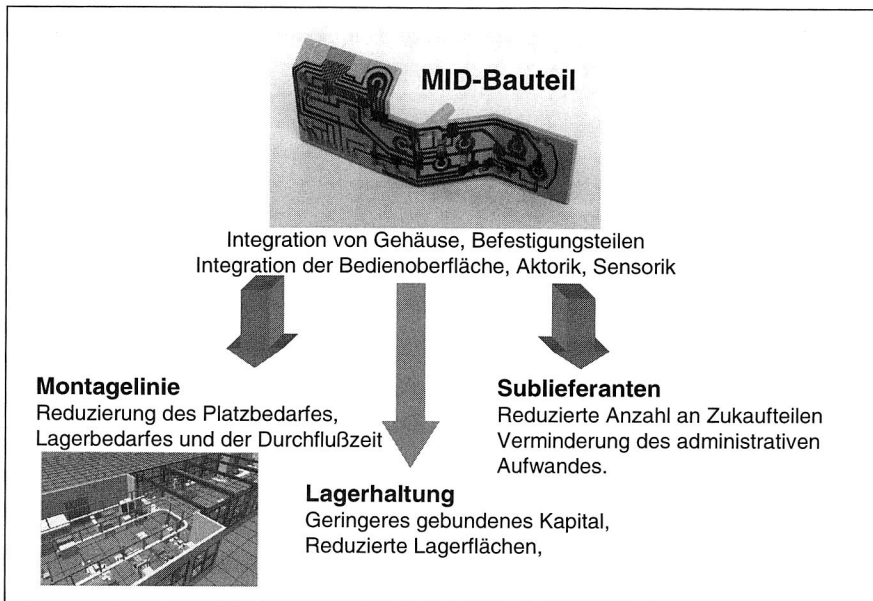 MID-Bauteil
Integration von Gehäuse, Befestigungsteilen
Integration der Bedienoberfläche, Aktorik, Sensorik
Montagelinie
Reduzierung des Platzbedarfes,
Lagerbedarfes und der Durchflußzeit
Sublieferanten
Reduzierte Anzahl an Zukaufteilen
Verminderung des administrativen
Aufwandes.
Lagerhaltung
Geringeres gebundenes Kapital,
Reduzierte Lagerflächen,